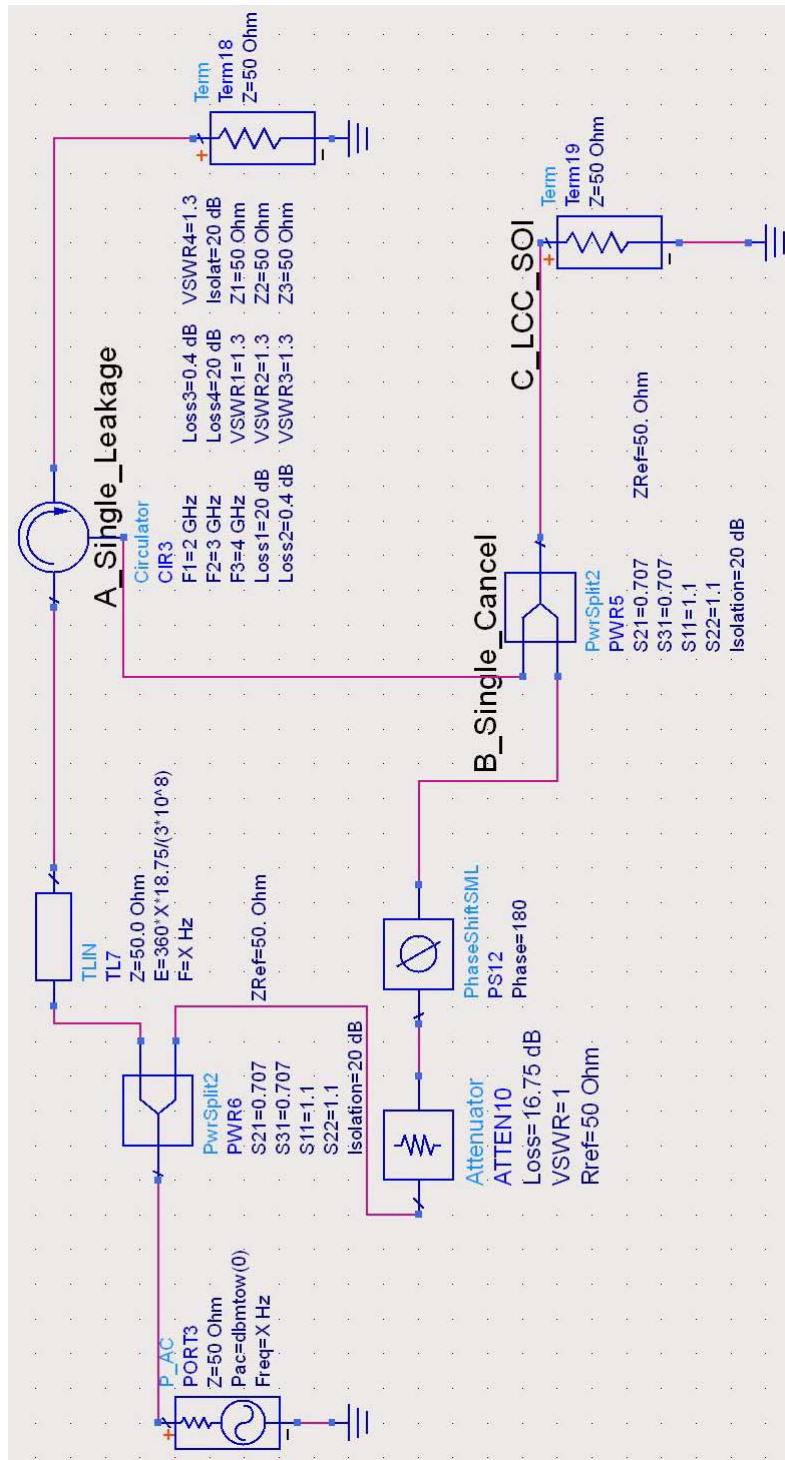 P_AC
PORT3
Z=50 Ohm
Pac=dbmtow(0)
Freq=X Hz
PwrSplit2
PWR6
S21=0.707
S31=0.707
S11=1.1
S22=1.1
Isolation=20 dB
ZRef=50. Ohm
TLIN
TL7
Z=50.0 Ohm
E=360*X*18.75/(3*10^8)
F=X Hz
A_Single_Leakage
Circulator
CIR3
F1=2 GHz
F2=3 GHz
F3=4 GHz
Loss1=20 dB
Loss2=0.4 dB
Loss3=0.4 dB
Loss4=20 dB
VSWR1=1.3
VSWR2=1.3
VSWR3=1.3
VSWR4=1.3
Isolat=20 dB
Z1=50 Ohm
Z2=50 Ohm
Z3=50 Ohm
Term
Term18
Z=50 Ohm
Attenuator
ATTEN10
Loss=16.75 dB
VSWR=1
Rref=50 Ohm
PhaseShiftSML
PS12
Phase=180
B_Single_Cancel
PwrSplit2
PWR5
S21=0.707
S31=0.707
S11=1.1
S22=1.1
Isolation=20 dB
ZRef=50. Ohm
C_LCC_SOI
Term
Term19
Z=50 Ohm